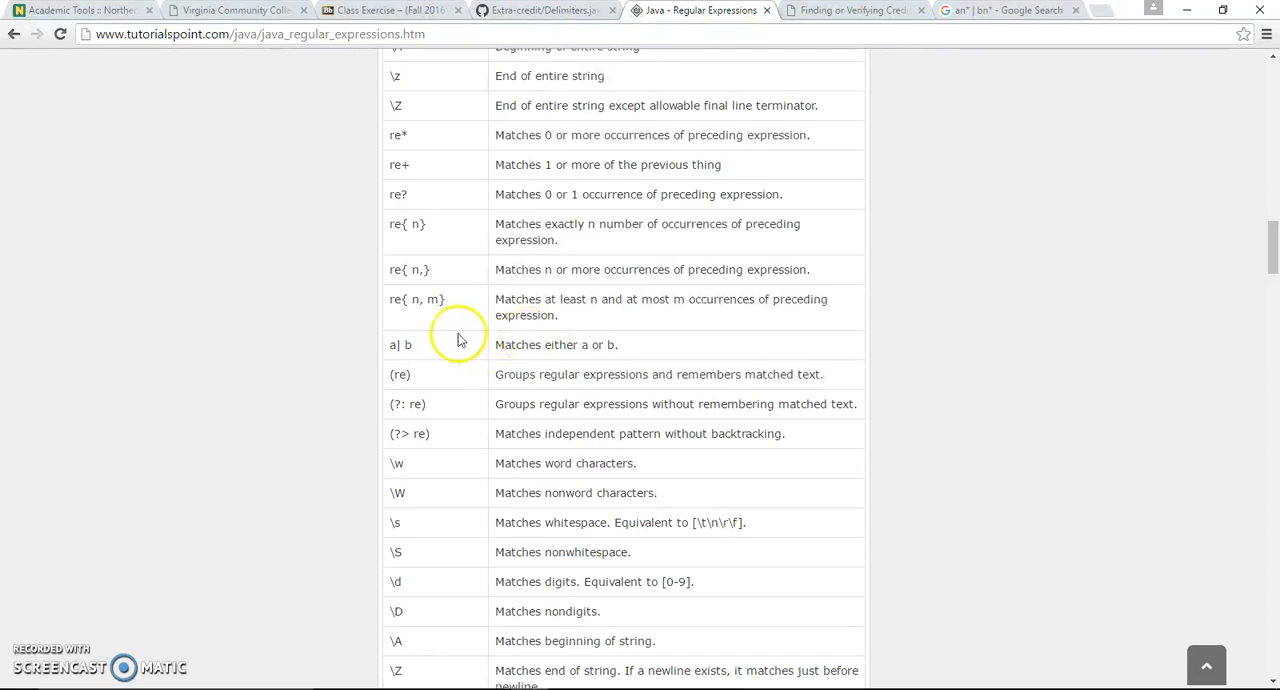 Academic Tools :: Northe
Virginia Community Colle
Bb Class Exercise – (Fall 2016
Extra-credit/Delimiters.jav
Java - Regular Expressions
Finding or Verifying Credi
an* | bn* - Google Search
www.tutorialspoint.com/java/java_regular_expressions.htm
Beginning of entire string
\z End of entire string
\Z End of entire string except allowable final line terminator.
re* Matches 0 or more occurrences of preceding expression.
re+ Matches 1 or more of the previous thing
re? Matches 0 or 1 occurrence of preceding expression.
re{ n} Matches exactly n number of occurrences of preceding
expression.
re{ n,} Matches n or more occurrences of preceding expression.
re{ n, m} Matches at least n and at most m occurrences of preceding
expression.
a| b Matches either a or b.
(re) Groups regular expressions and remembers matched text.
(?: re) Groups regular expressions without remembering matched text.
(?> re) Matches independent pattern without backtracking.
\w Matches word characters.
\W Matches nonword characters.
\s Matches whitespace. Equivalent to [\t\n\r\f].
\S Matches nonwhitespace.
\d Matches digits. Equivalent to [0-9].
\D Matches nondigits.
\A Matches beginning of string.
\Z Matches end of string. If a newline exists, it matches just before
newline.
RECORDED WITH
SCREENCAST MATIC